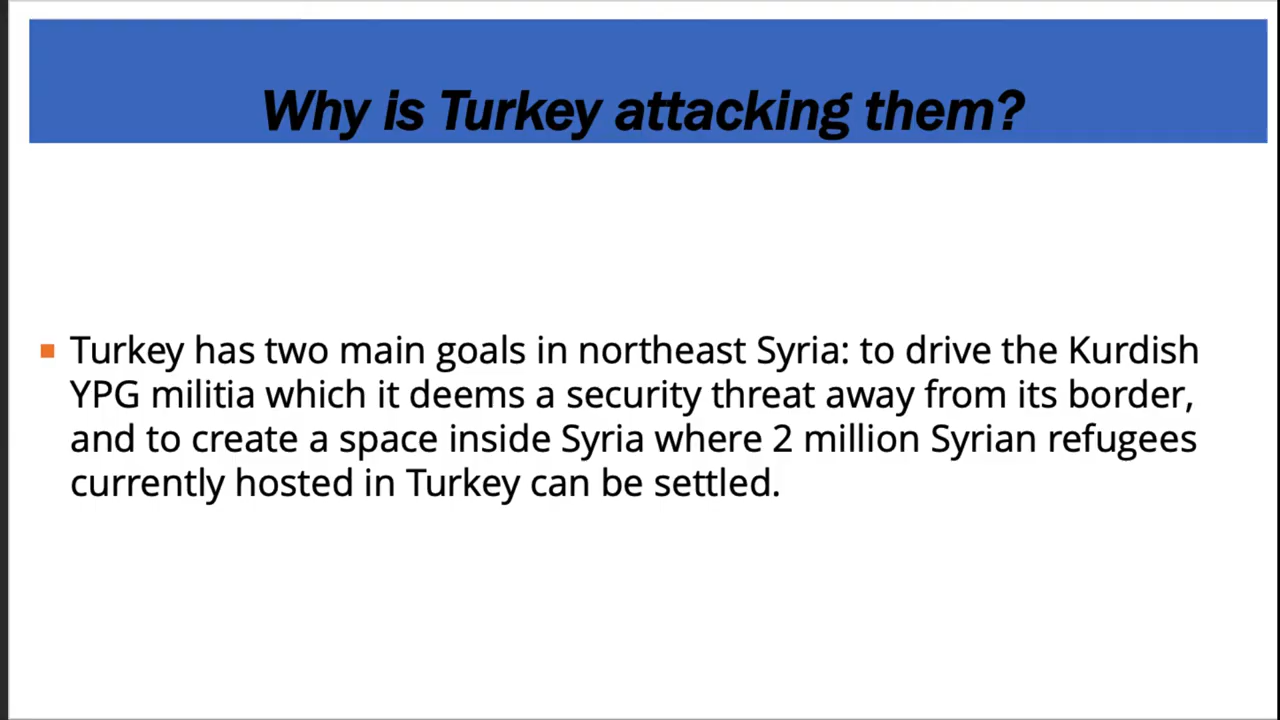 Why is Turkey attacking them?
Turkey has two main goals in northeast Syria: to drive the Kurdish
YPG militia which it deems a security threat away from its border,
and to create a space inside Syria where 2 million Syrian refugees
currently hosted in Turkey can be settled.